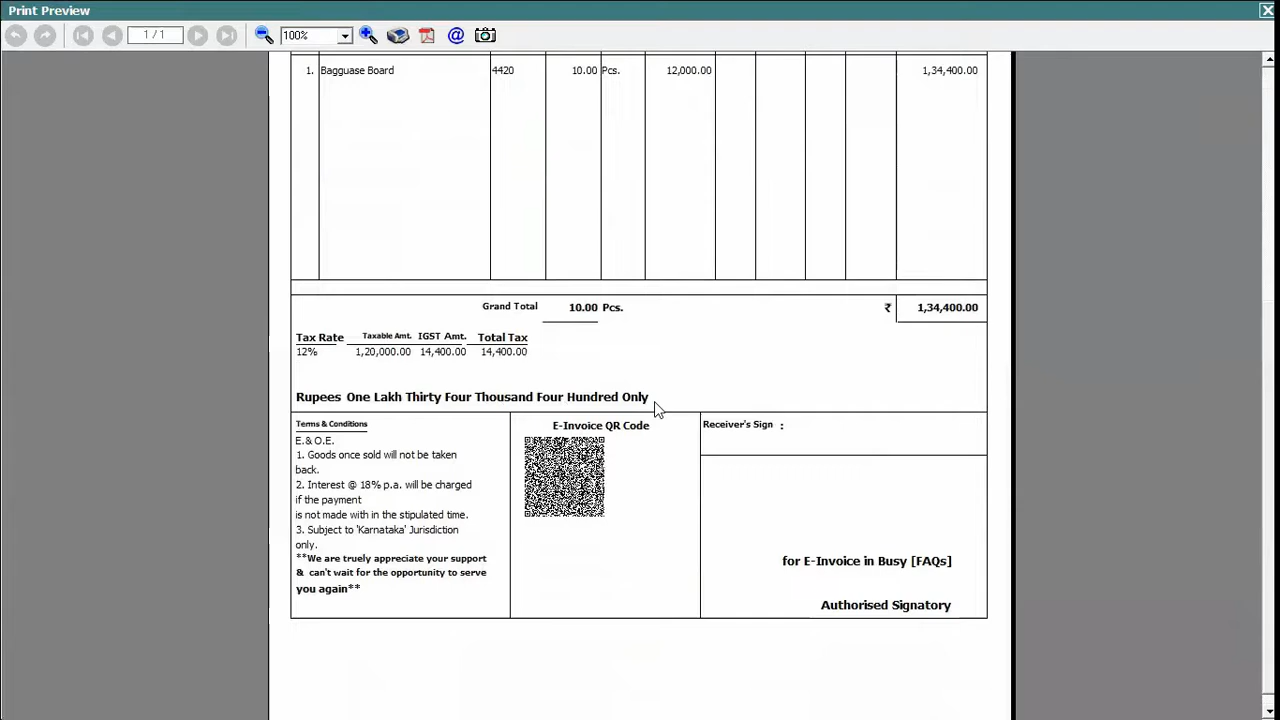 Print Preview
1 / 1
100%
1. Bagguase Board 4420 10.00 Pcs. 12,000.00 1,34,400.00
Grand Total 10.00 Pcs. ₹ 1,34,400.00
Tax Rate Taxable Amt. IGST Amt. Total Tax
12% 1,20,000.00 14,400.00 14,400.00
Rupees One Lakh Thirty Four Thousand Four Hundred Only
Terms & Conditions
E.& O.E.
1. Goods once sold will not be taken
back.
2. Interest @ 18% p.a. will be charged
if the payment
is not made with in the stipulated time.
3. Subject to 'Karnataka' Jurisdiction
only.
**We are truely appreciate your support
& can't wait for the opportunity to serve
you again**
E-Invoice QR Code
Receiver's Sign :
for E-Invoice in Busy [FAQs]
Authorised Signatory